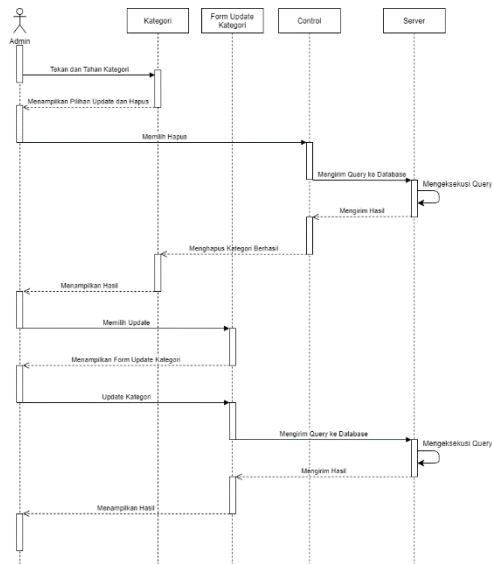 Kategori
Form Update
Kategori
Control
Server
Admin
Tekan dan Tahan Kategori
Menampilkan Pilihan Update dan Hapus
Memilih Hapus
Mengirim Query ke Database
Mengeksekusi Query
Mengirim Hasil
Menghapus Kategori Berhasil
Menampilkan Hasil
Memilih Update
Menampilkan Form Update Kategori
Update Kategori
Mengirim Query ke Database
Mengeksekusi Query
Mengirim Hasil
Menampilkan Hasil